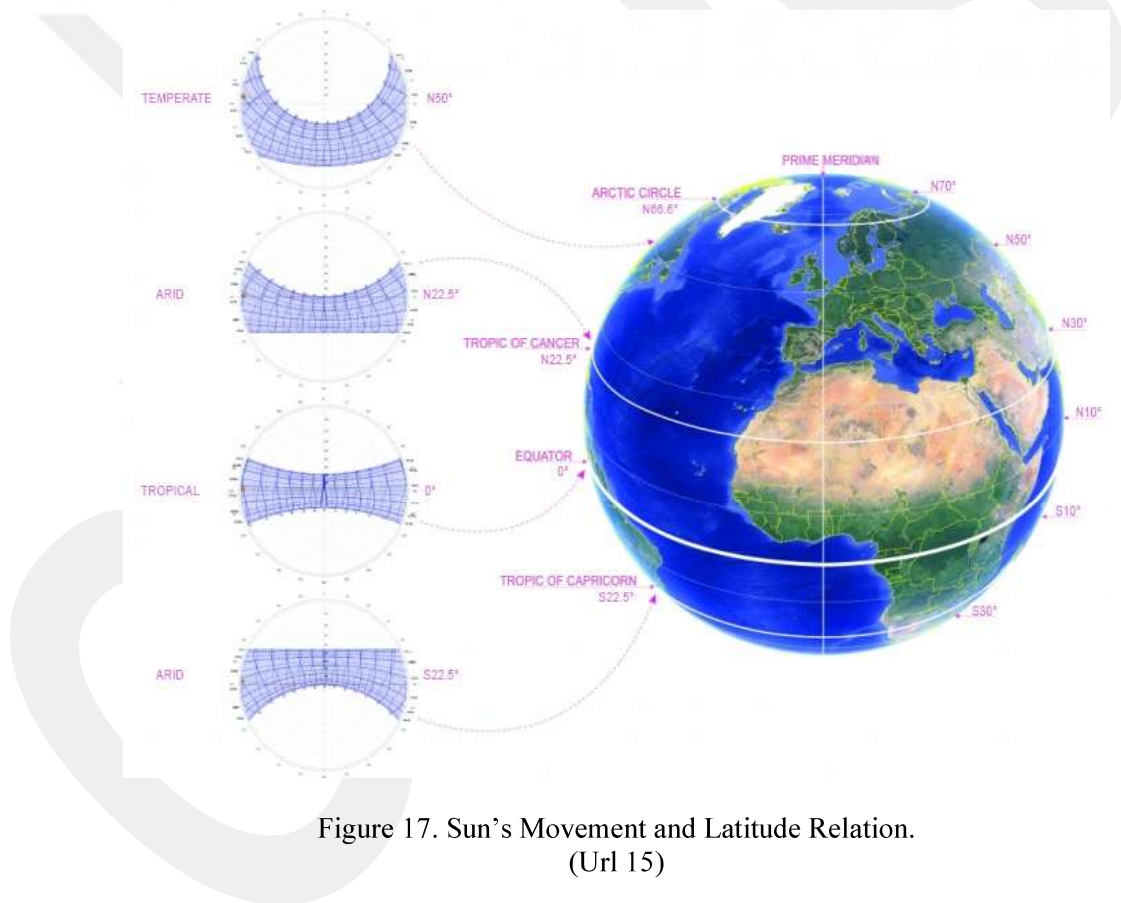 TEMPERATE
N50°
ARID
N22.5°
TROPICAL
0°
ARID
S22.5°
PRIME MERIDIAN
ARCTIC CIRCLE
N66.6°
N70°
N50°
TROPIC OF CANCER
N22.5°
N30°
N10°
EQUATOR
0°
S10°
TROPIC OF CAPRICORN
S22.5°
S30°
Figure 17. Sun's Movement and Latitude Relation.
(Url 15)